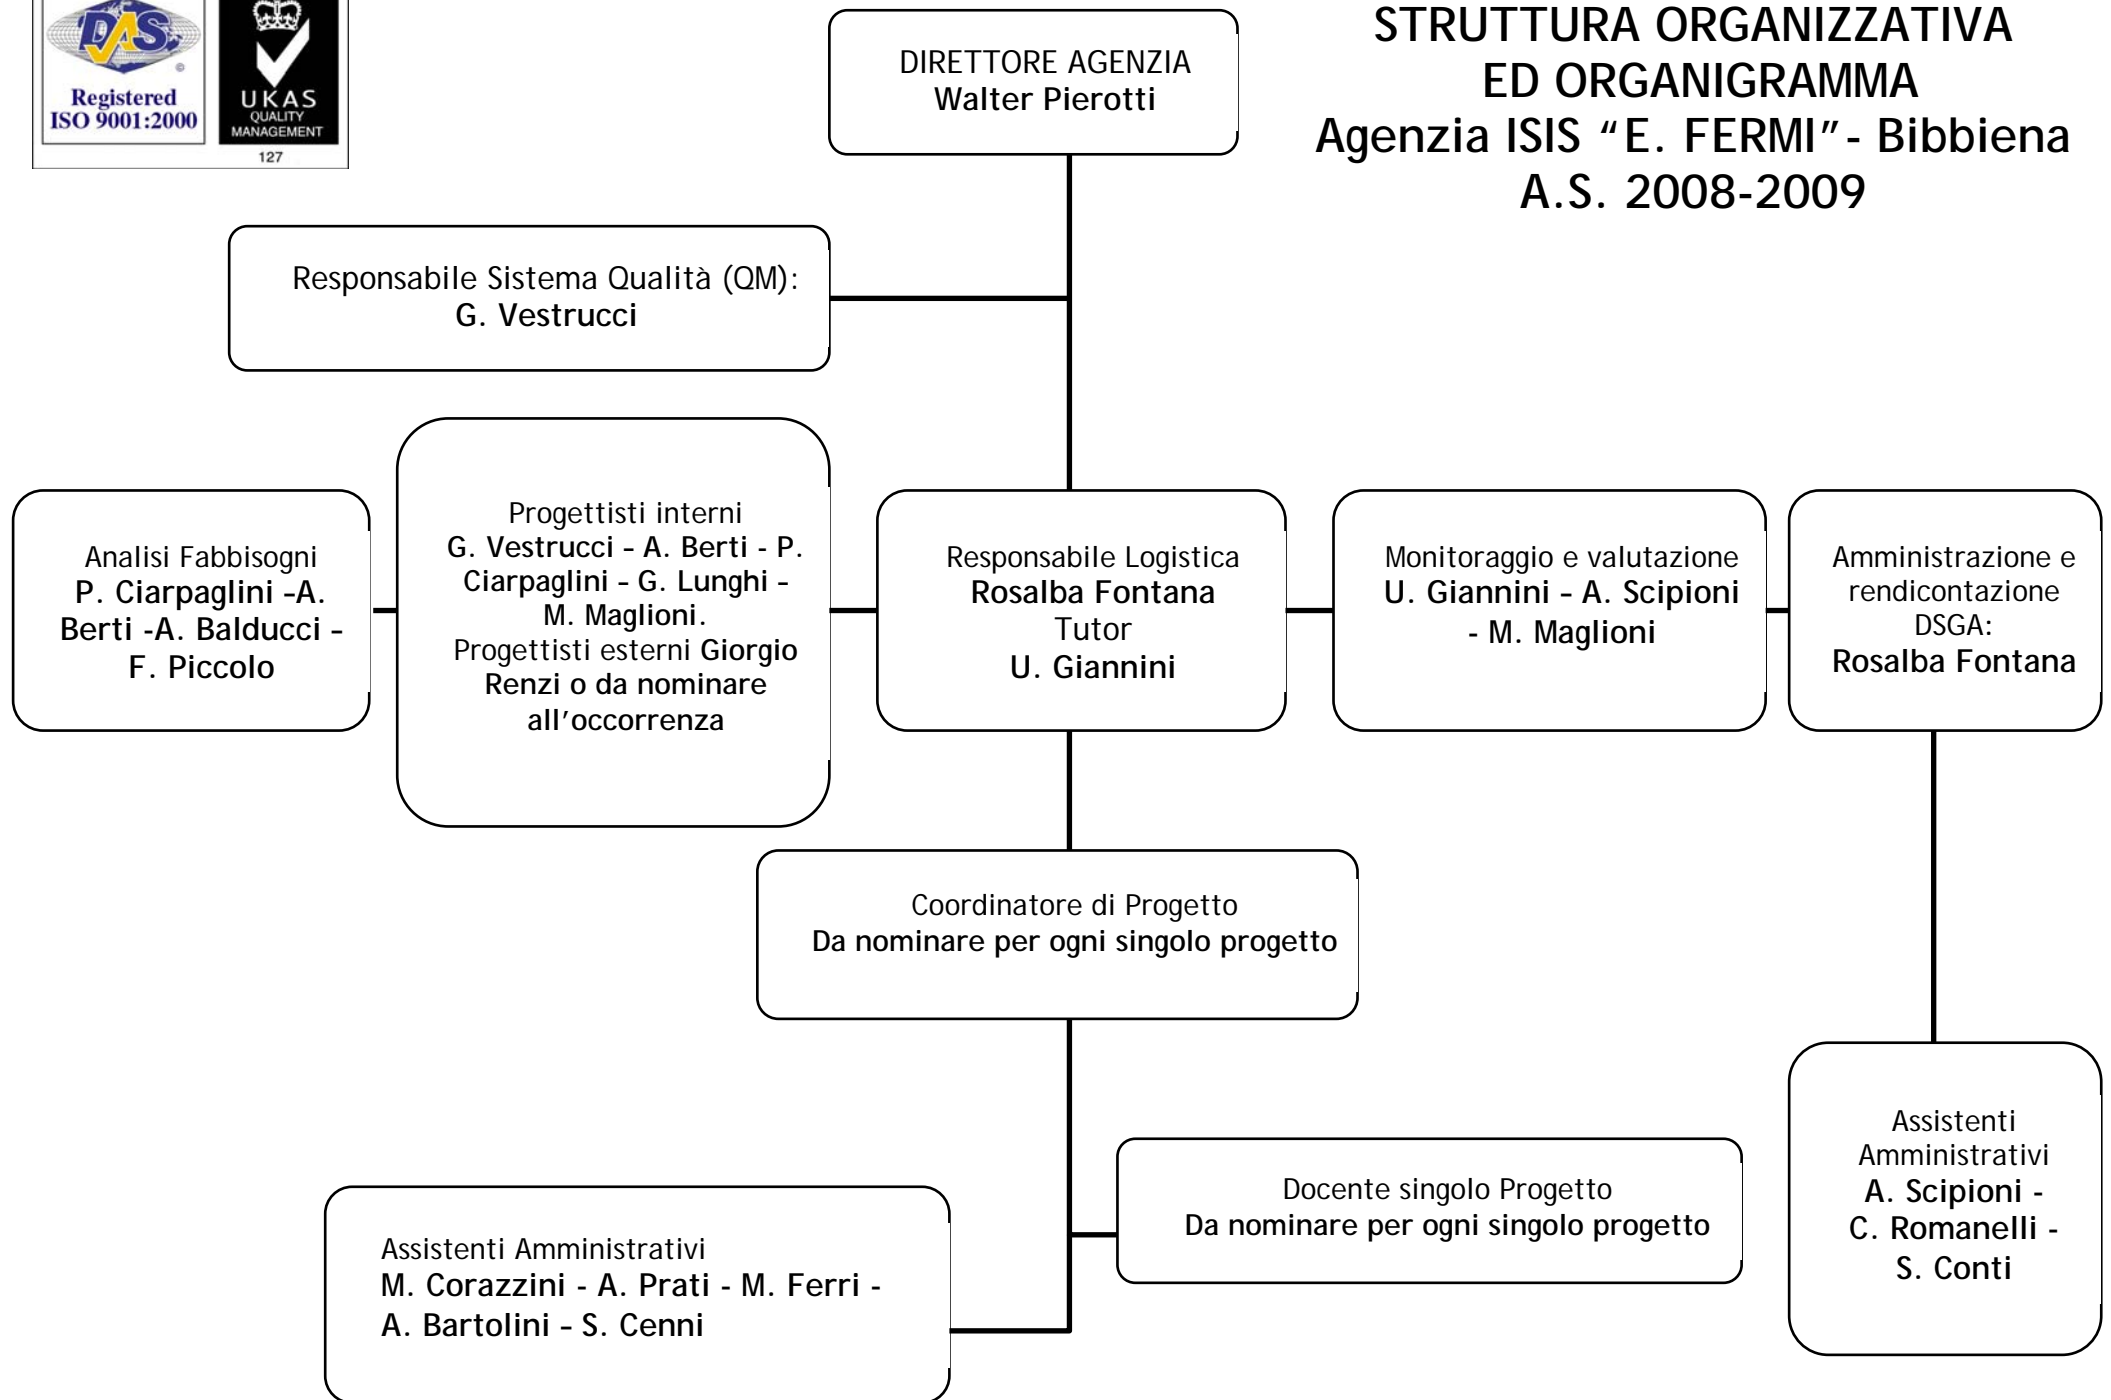 DAS
©
Registered
ISO 9001:2000
UKAS
QUALITY
MANAGEMENT
127
STRUTTURA ORGANIZZATIVA
ED ORGANIGRAMMA
Agenzia ISIS “E. FERMI”- Bibbiena
A.S. 2008-2009
DIRETTORE AGENZIA
Walter Pierotti
Responsabile Sistema Qualità (QM):
G. Vestrucci
Analisi Fabbisogni
P. Ciarpaglini –A.
Berti -A. Balducci –
F. Piccolo
Progettisti interni
G. Vestrucci – A. Berti - P.
Ciarpaglini – G. Lunghi –
M. Maglioni.
Progettisti esterni Giorgio
Renzi o da nominare
all’occorrenza
Responsabile Logistica
Rosalba Fontana
Tutor
U. Giannini
Monitoraggio e valutazione
U. Giannini – A. Scipioni
- M. Maglioni
Amministrazione e
rendicontazione
DSGA:
Rosalba Fontana
Coordinatore di Progetto
Da nominare per ogni singolo progetto
Docente singolo Progetto
Da nominare per ogni singolo progetto
Assistenti Amministrativi
M. Corazzini - A. Prati - M. Ferri -
A. Bartolini – S. Cenni
Assistenti
Amministrativi
A. Scipioni -
C. Romanelli -
S. Conti